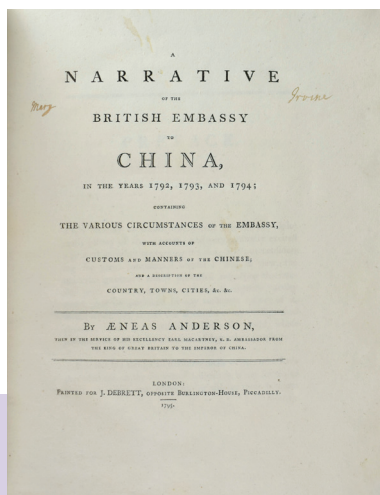 A
NARRATIVE
OF THE
BRITISH EMBASSY
TO
CHINA,
IN THE YEARS 1792, 1793, AND 1794;
CONTAINING
THE VARIOUS CIRCUMSTANCES OF THE EMBASSY,
WITH ACCOUNTS OF
CUSTOMS AND MANNERS OF THE CHINESE;
AND A DESCRIPTION OF THE
COUNTRY, TOWNS, CITIES, &c. &c.
BY ÆNEAS ANDERSON,
THEN IN THE SERVICE OF HIS EXCELLENCY EARL MACARTNEY, K. B. AMBASSADOR FROM
THE KING OF GREAT BRITAIN TO THE EMPEROR OF CHINA.
LONDON:
PRINTED FOR J. DEBRETT, OPPOSITE BURLINGTON-HOUSE, PICCADILLY.
1795.
Irvine